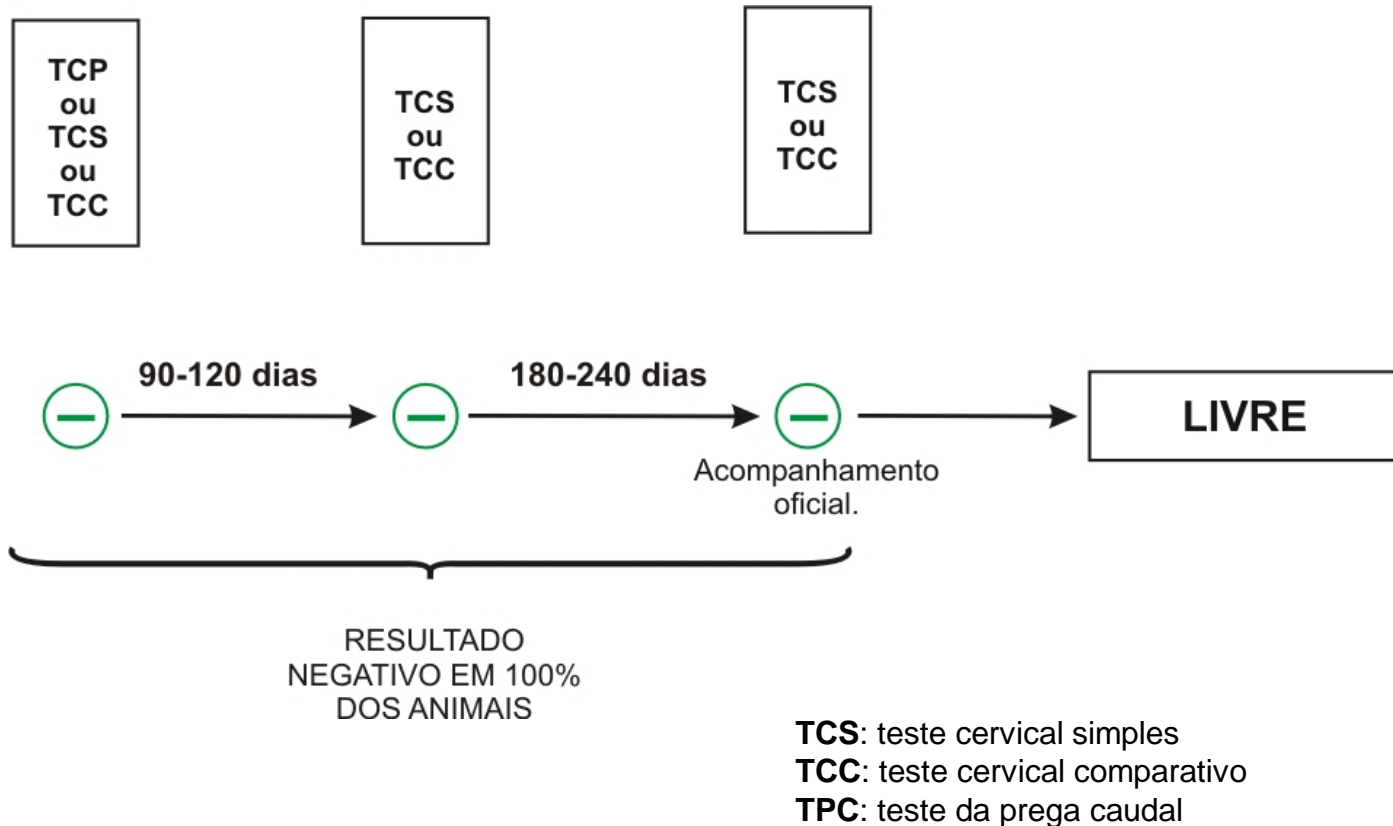 TCP
ou
TCS
ou
TCC
TCS
ou
TCC
TCS
ou
TCC
90-120 dias
180-240 dias
LIVRE
Acompanhamento
oficial.
RESULTADO
NEGATIVO EM 100%
DOS ANIMAIS
TCS: teste cervical simples
TCC: teste cervical comparativo
TPC: teste da prega caudal